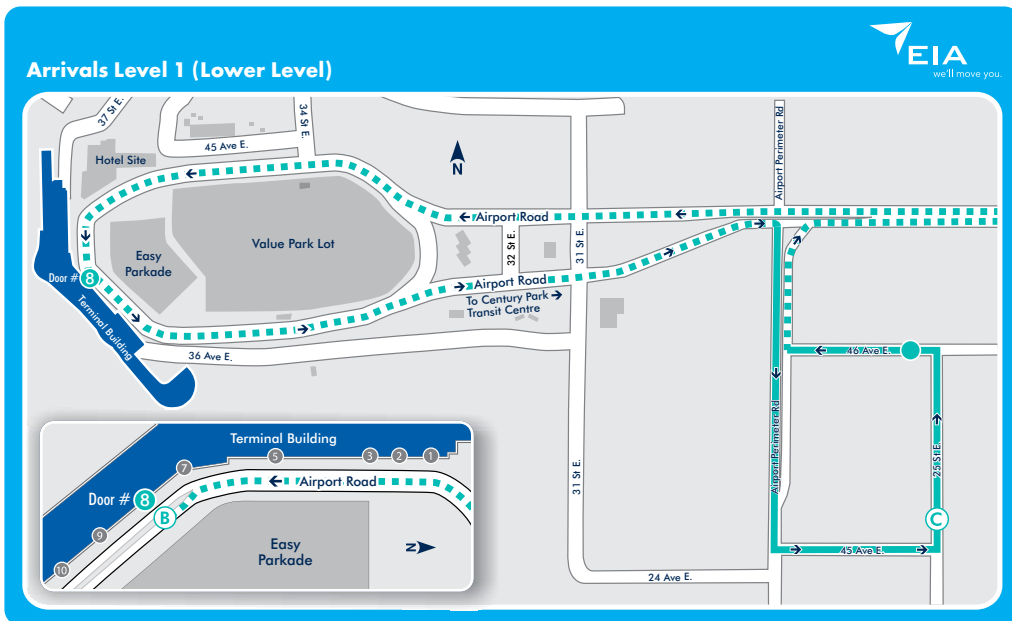 EIA
we'll move you.
Arrivals Level 1 (Lower Level)
37 St E.
34 St E.
45 Ave E.
Hotel Site
N
Airport Perimeter Rd
Airport Road
32 St E.
31 St E.
Value Park Lot
Easy
Parkade
Door # 8
Terminal Building
Airport Road
To Century Park →
Transit Centre
36 Ave E.
46 Ave E.
Airport Perimeter Rd
25 St E.
C
45 Ave E.
31 St E.
24 Ave E.
Terminal Building
7
5
3
2
1
Airport Road
Door # 8
B
9
10
Easy
Parkade
N